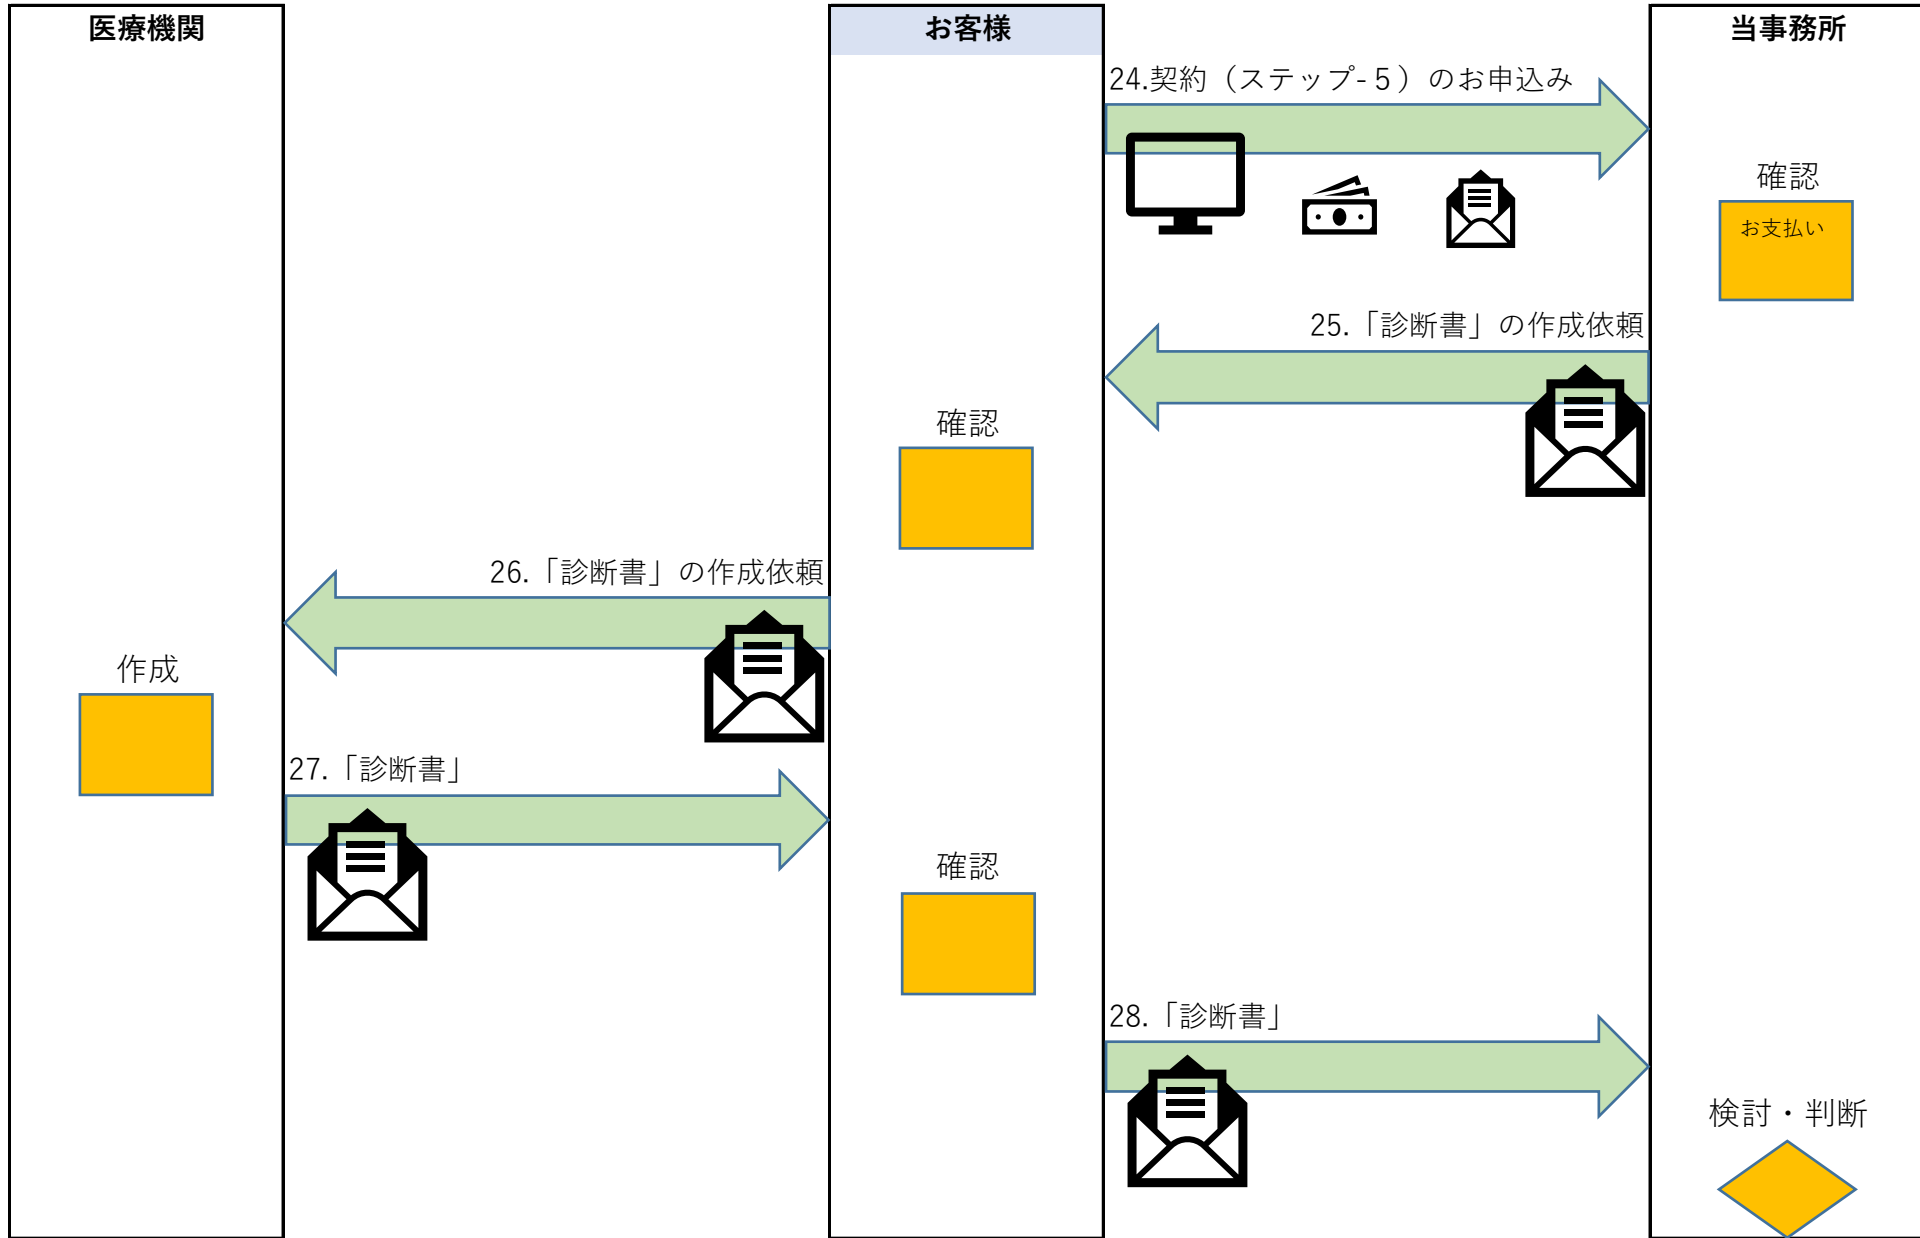 医療機関
お客様
当事務所
24.契約（ステップ-５）のお申込み
確認
お支払い
25.「診断書」の作成依頼
確認
26.「診断書」の作成依頼
作成
27.「診断書」
確認
28.「診断書」
検討・判断